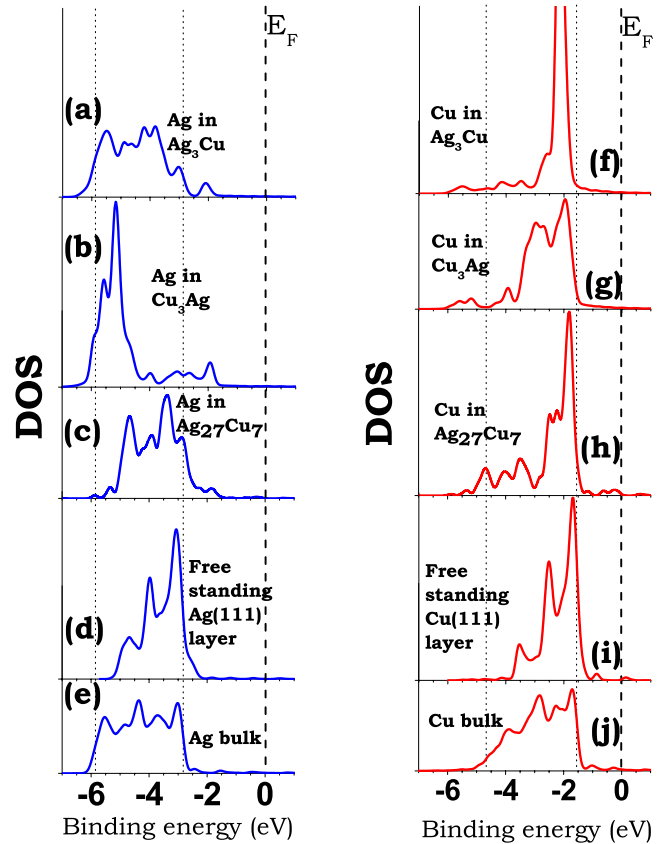 E_F
(a)
Ag in
Ag₃Cu
(b)
Ag in
Cu₃Ag
(c)
Ag in
Ag₂₇Cu₇
(d)
Free
standing
Ag(111)
layer
(e)
Ag bulk
DOS
-6 -4 -2 0
Binding energy (eV)
E_F
Cu in
Ag₃Cu
(f)
Cu in
Cu₃Ag
(g)
Cu in
Ag₂₇Cu₇
(h)
Free
standing
Cu(111)
layer
(i)
Cu bulk
(j)
DOS
-6 -4 -2 0
Binding energy (eV)